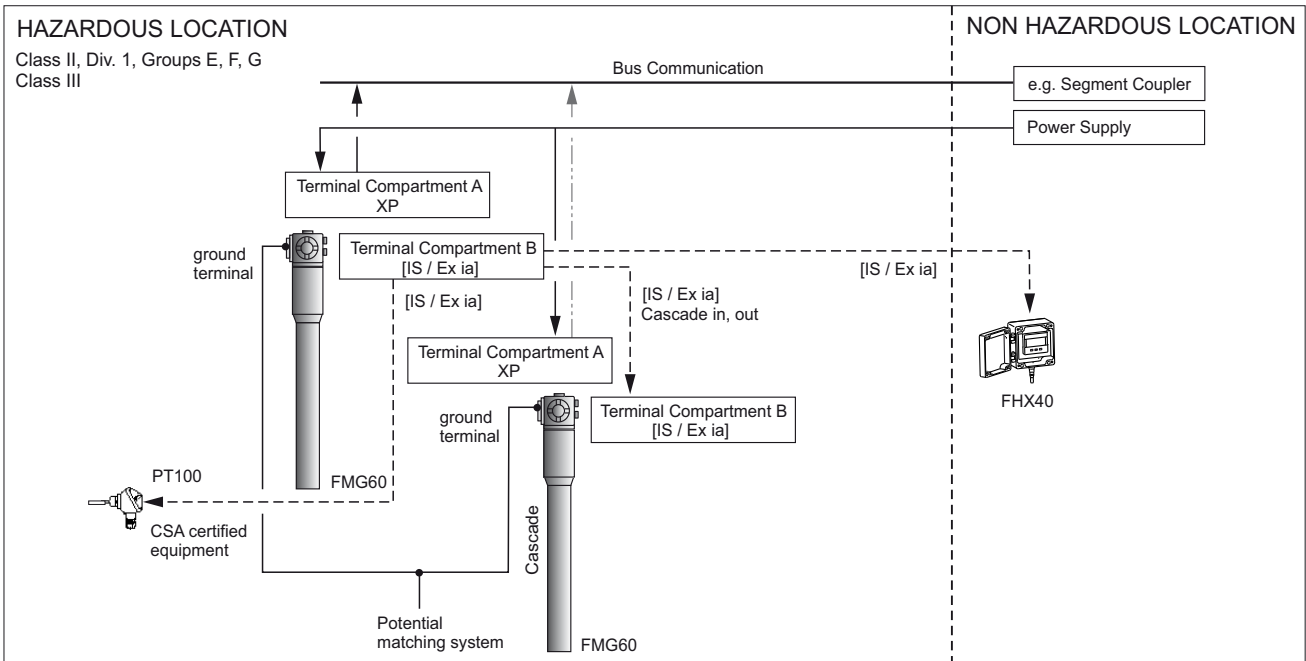 HAZARDOUS LOCATION
Class II, Div. 1, Groups E, F, G
Class III
NON HAZARDOUS LOCATION
Bus Communication
e.g. Segment Coupler
Power Supply
Terminal Compartment A
XP
ground
terminal
Terminal Compartment B
[IS / Ex ia]
[IS / Ex ia]
[IS / Ex ia]
[IS / Ex ia]
Cascade in, out
Terminal Compartment A
XP
FHX40
ground
terminal
Terminal Compartment B
[IS / Ex ia]
PT100
FMG60
CSA certified
equipment
Cascade
Potential
matching system
FMG60